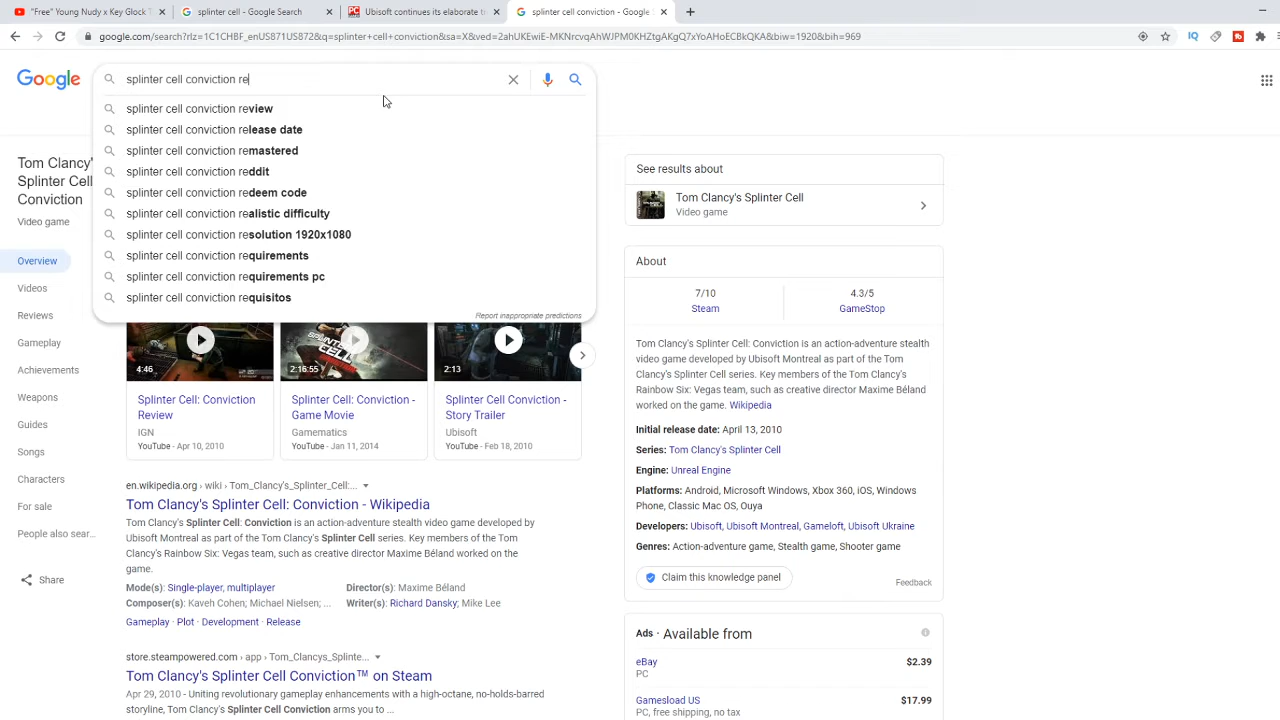 "Free" Young Nudy x Key Glock T
splinter cell - Google Search
Ubisoft continues its elaborate t
splinter cell conviction - Google
google.com/search?rlz=1C1CHBF_enUS871US872&q=splinter+cell+conviction&sa=X&ved=2ahUKEwiE-MKNrcvqAhWJPM0KHZtgAKgQ7xYoAHoECBkQKA&biw=1920&bih=969
Google
splinter cell conviction re
splinter cell conviction review
splinter cell conviction release date
splinter cell conviction remastered
splinter cell conviction reddit
splinter cell conviction redeem code
splinter cell conviction realistic difficulty
splinter cell conviction resolution 1920x1080
splinter cell conviction requirements
splinter cell conviction requirements pc
splinter cell conviction requisitos
Report inappropriate predictions
Tom Clancy'
Splinter Cell
Conviction
Video game
Overview
Videos
Reviews
Gameplay
Achievements
Weapons
Guides
Songs
Characters
For sale
People also sear...
Share
4:46
2:16:55
2:13
Splinter Cell: Conviction
Review
IGN
YouTube - Apr 10, 2010
Splinter Cell: Conviction -
Game Movie
Gamematics
YouTube - Jan 11, 2014
Splinter Cell Conviction -
Story Trailer
Ubisoft
YouTube - Feb 18, 2010
en.wikipedia.org › wiki › Tom_Clancy's_Splinter_Cell:...
Tom Clancy's Splinter Cell: Conviction - Wikipedia
Tom Clancy's Splinter Cell: Conviction is an action-adventure stealth video game developed by
Ubisoft Montreal as part of the Tom Clancy's Splinter Cell series. Key members of the Tom
Clancy's Rainbow Six: Vegas team, such as creative director Maxime Béland worked on the
game.
Mode(s): Single-player, multiplayer
Director(s): Maxime Béland
Composer(s): Kaveh Cohen; Michael Nielsen; ...
Writer(s): Richard Dansky; Mike Lee
Gameplay · Plot · Development · Release
store.steampowered.com › app › Tom_Clancys_Splinte...
Tom Clancy's Splinter Cell Conviction™ on Steam
Apr 29, 2010 - Uniting revolutionary gameplay enhancements with a high-octane, no-holds-barred
storyline, Tom Clancy's Splinter Cell Conviction arms you to ...
See results about
Tom Clancy's Splinter Cell
Video game
About
7/10
Steam
4.3/5
GameStop
Tom Clancy's Splinter Cell: Conviction is an action-adventure stealth
video game developed by Ubisoft Montreal as part of the Tom
Clancy's Splinter Cell series. Key members of the Tom Clancy's
Rainbow Six: Vegas team, such as creative director Maxime Béland
worked on the game. Wikipedia
Initial release date: April 13, 2010
Series: Tom Clancy's Splinter Cell
Engine: Unreal Engine
Platforms: Android, Microsoft Windows, Xbox 360, iOS, Windows
Phone, Classic Mac OS, Ouya
Developers: Ubisoft, Ubisoft Montreal, Gameloft, Ubisoft Ukraine
Genres: Action-adventure game, Stealth game, Shooter game
Claim this knowledge panel
Feedback
Ads · Available from
eBay
$2.39
PC
Gamesload US
$17.99
PC, free shipping, no tax